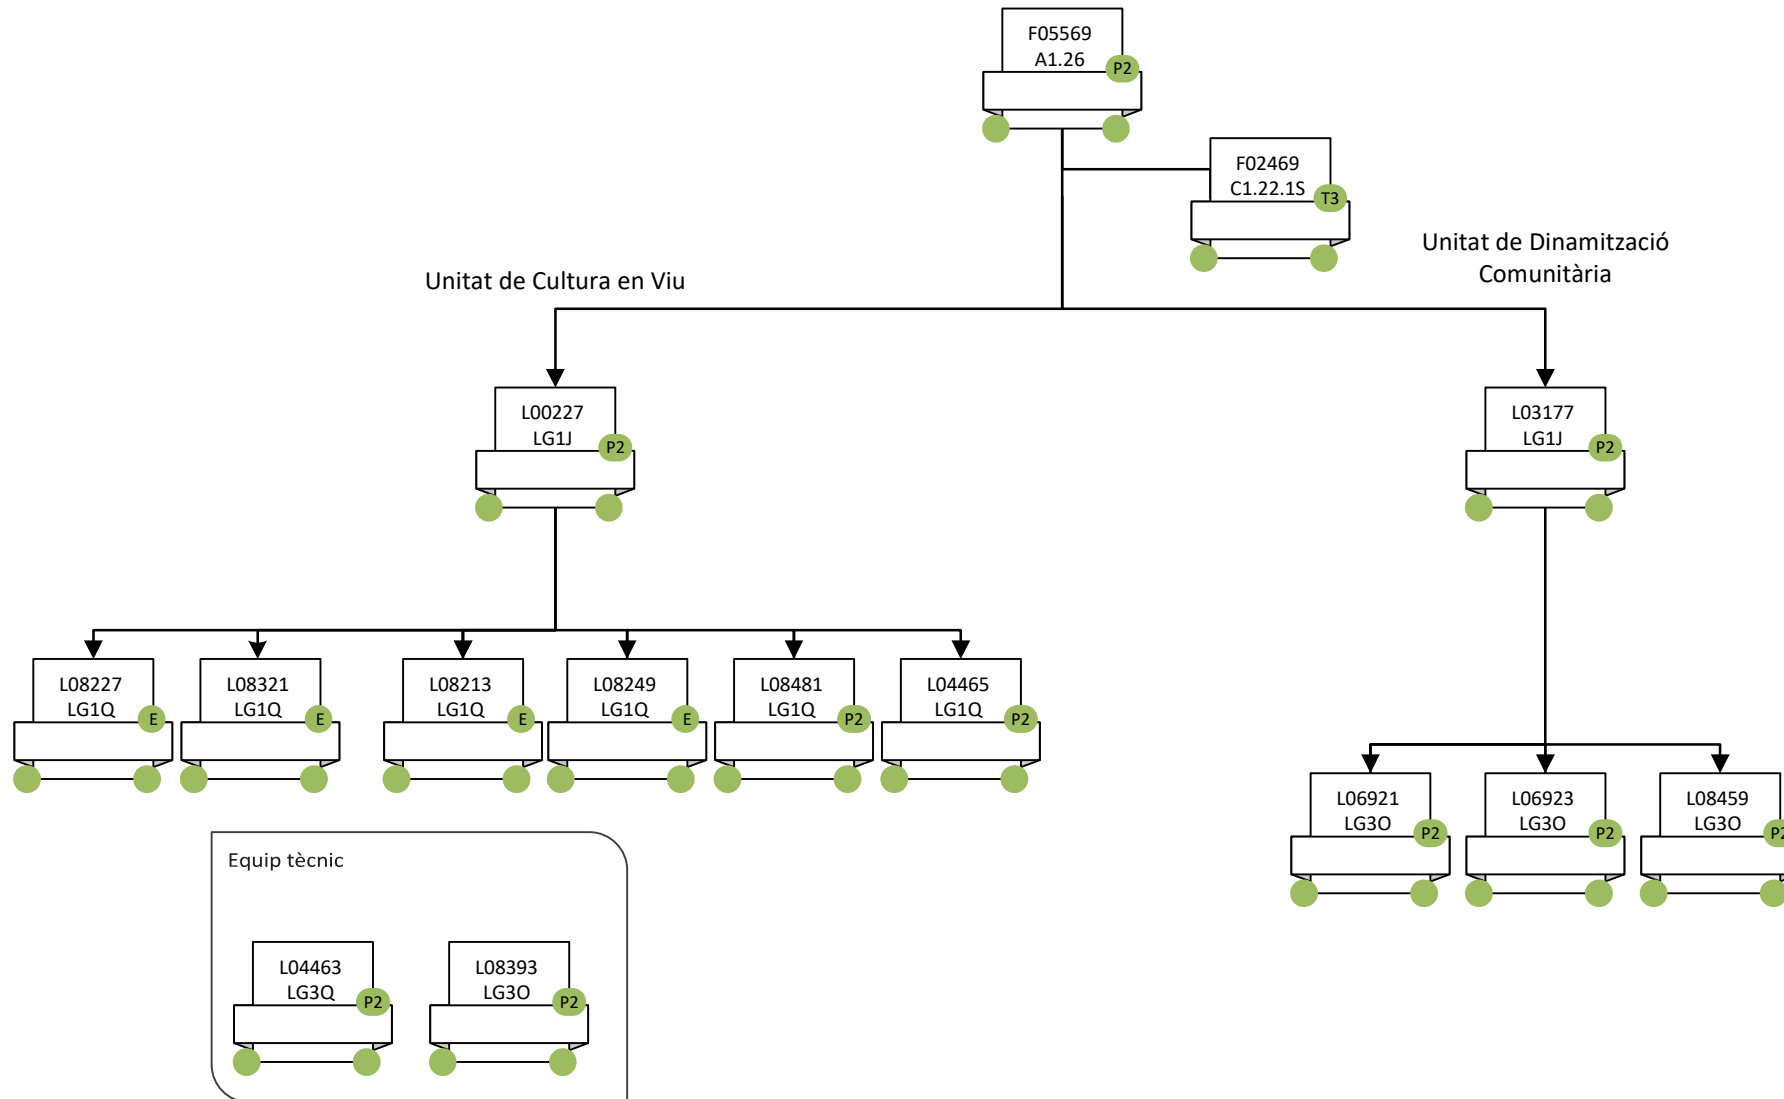 F05569
A1.26
P2
F02469
C1.22.1S
T3
Unitat de Dinamització
Comunitària
Unitat de Cultura en Viu
L00227
LG1J
P2
L03177
LG1J
P2
L08227
LG1Q
E
L08321
LG1Q
E
L08213
LG1Q
E
L08249
LG1Q
E
L08481
LG1Q
P2
L04465
LG1Q
P2
L06921
LG3O
P2
L06923
LG3O
P2
L08459
LG3O
P2
Equip tècnic
L04463
LG3Q
P2
L08393
LG3O
P2